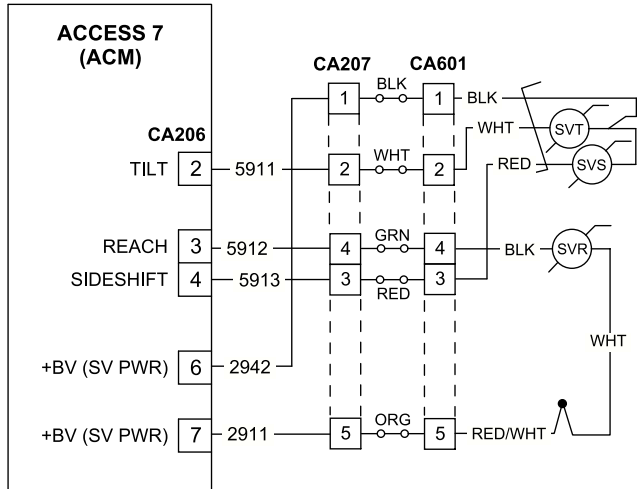 ACCESS 7
(ACM)
CA207 CA601
BLK
1 1 BLK
CA206
WHT SVT
TILT 2 5911 2 WHT 2 RED SVS
REACH 3 5912 4 GRN 4 BLK SVR
SIDESHIFT 4 5913 3 RED 3
WHT
+BV (SV PWR) 6 2942
+BV (SV PWR) 7 2911 5 ORG 5 RED/WHT